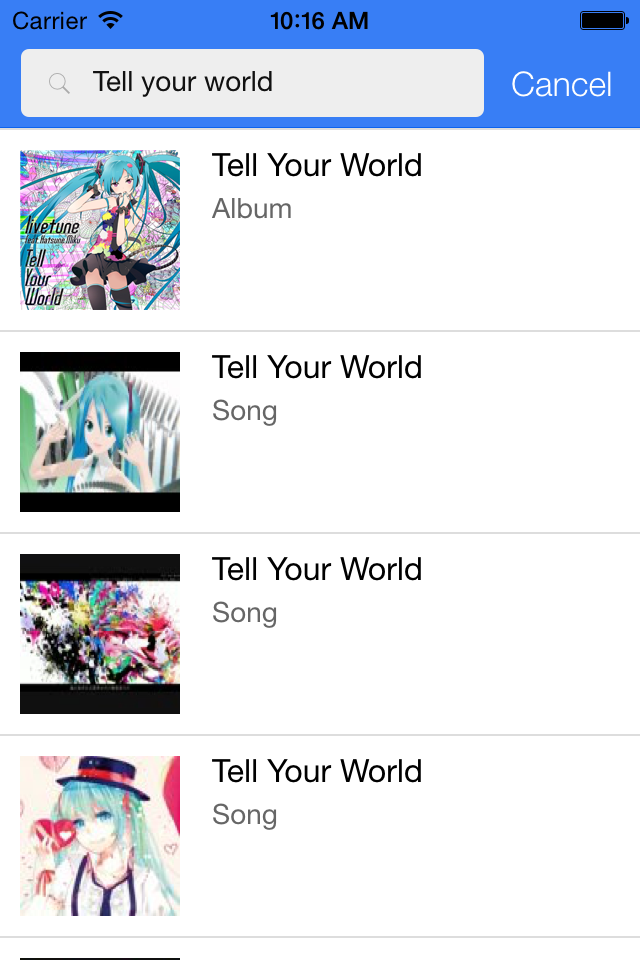 Carrier 10:16 AM
Tell your world Cancel
Tell Your World
Album
livetune
feat. Hatsune Miku
Tell
Your
World
Tell Your World
Song
Tell Your World
Song
Tell Your World
Song